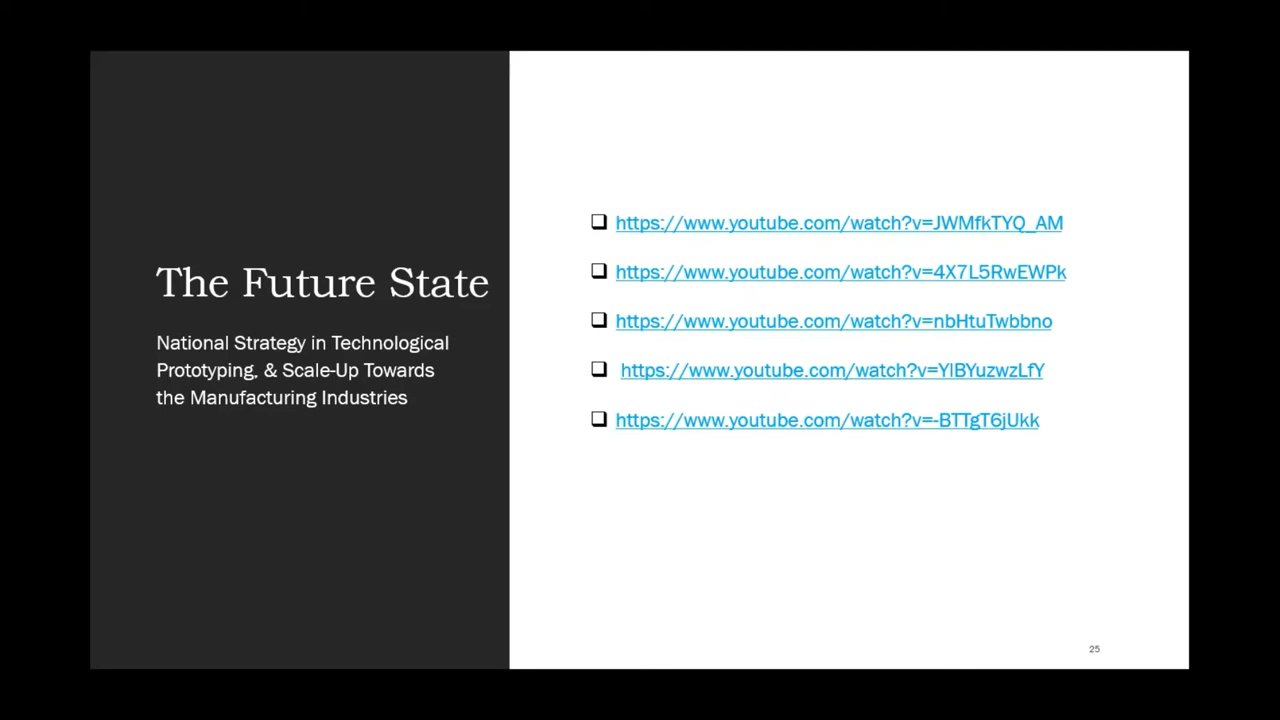 The Future State
National Strategy in Technological
Prototyping, & Scale-Up Towards
the Manufacturing Industries
https://www.youtube.com/watch?v=JWMfkTYQ_AM
https://www.youtube.com/watch?v=4X7L5RwEWPk
https://www.youtube.com/watch?v=nbHtuTwbbno
https://www.youtube.com/watch?v=YlBYuzwzLfY
https://www.youtube.com/watch?v=-BTTgT6jUkk
25